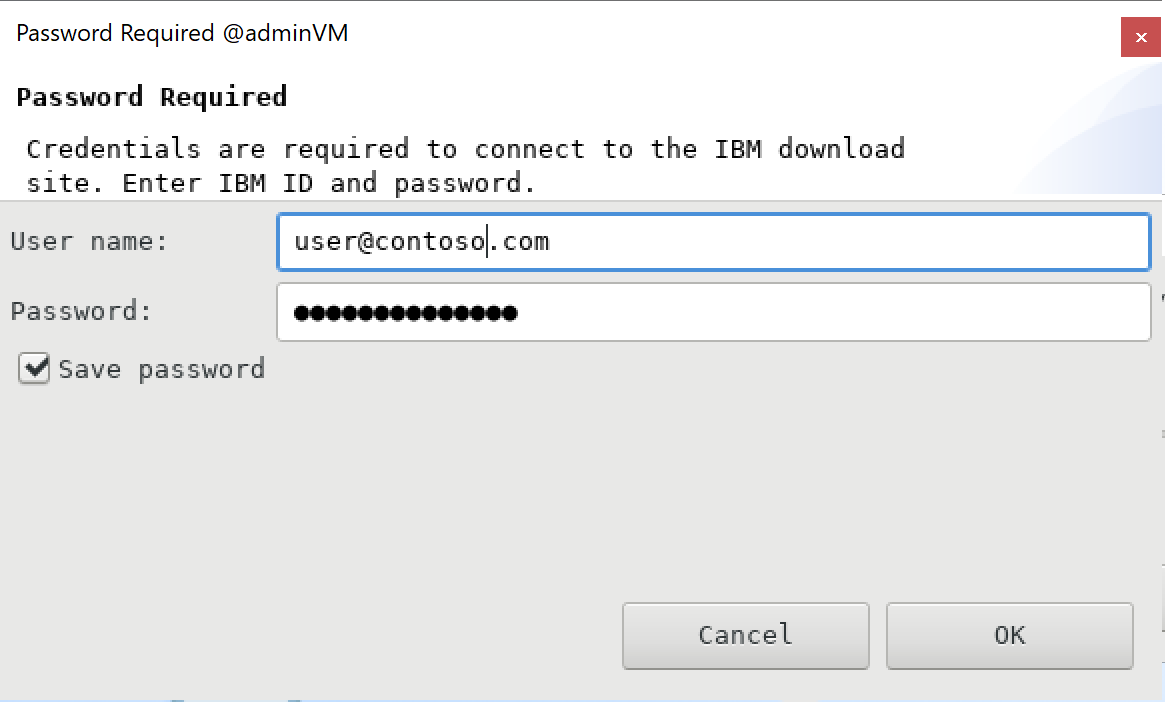 Password Required @adminVM
×
Password Required
Credentials are required to connect to the IBM download
site. Enter IBM ID and password.
User name: user@contoso.com
Password: ●●●●●●●●●●●●●●
Save password
Cancel OK